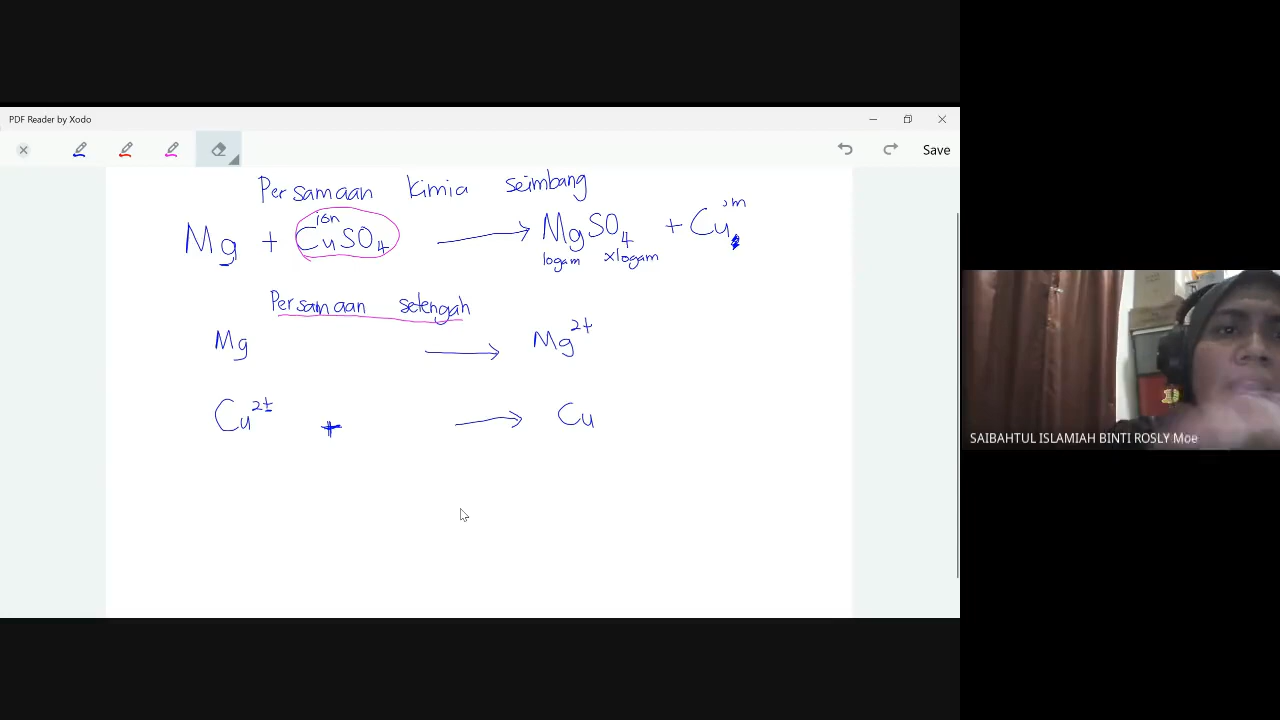 PDF Reader by Xodo
Save
Persamaan kimia seimbang
ion
Mg + CuSO4 → MgSO4 + Cu
logam xlogam
Persamaan setengah
Mg → Mg2+
Cu2+ + → Cu
SAIBAHTUL ISLAMIAH BINTI ROSLY Moe